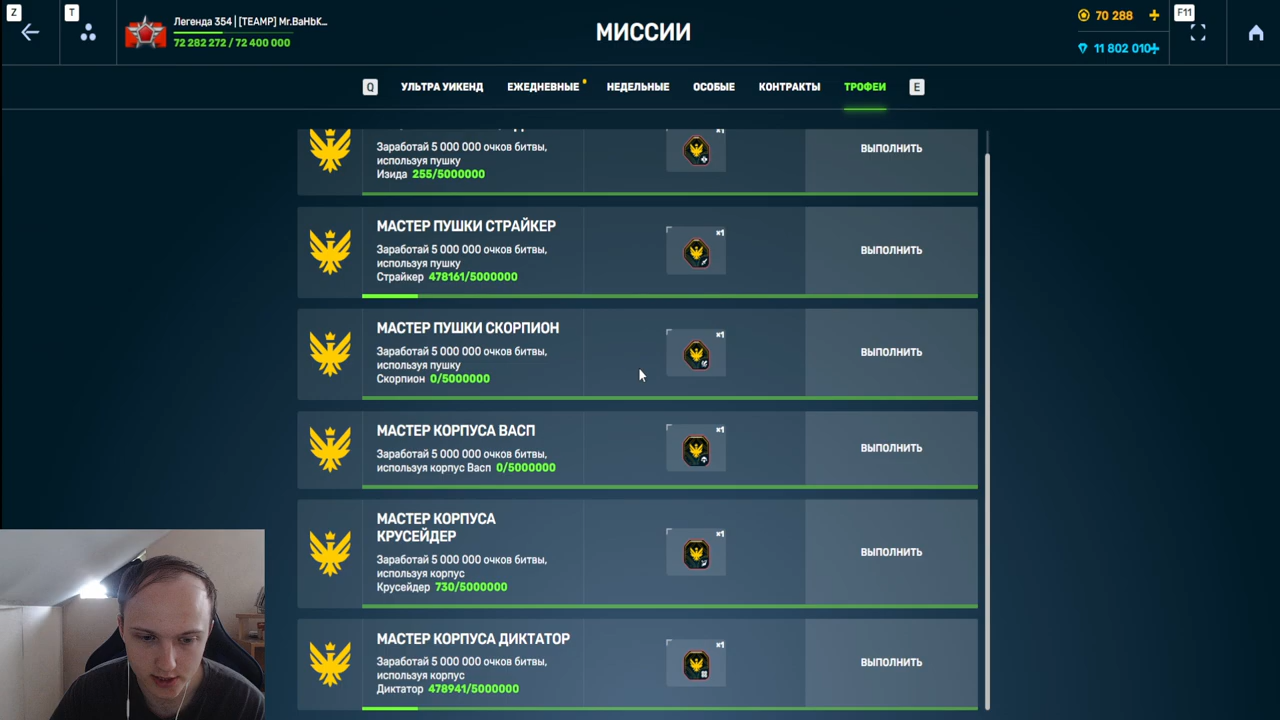 Z
T
Легенда 354 | [TEAMP] Mr.BaHbK...
72 282 272 / 72 400 000
МИССИИ
70 288
11 802 010
F11
Q
УЛЬТРА УИКЕНД
ЕЖЕДНЕВНЫЕ
НЕДЕЛЬНЫЕ
ОСОБЫЕ
КОНТРАКТЫ
ТРОФЕИ
E
Заработай 5 000 000 очков битвы,
используя пушку
Изида 255/5000000
x1
ВЫПОЛНИТЬ
МАСТЕР ПУШКИ СТРАЙКЕР
Заработай 5 000 000 очков битвы,
используя пушку
Страйкер 478161/5000000
x1
ВЫПОЛНИТЬ
МАСТЕР ПУШКИ СКОРПИОН
Заработай 5 000 000 очков битвы,
используя пушку
Скорпион 0/5000000
x1
ВЫПОЛНИТЬ
МАСТЕР КОРПУСА ВАСП
Заработай 5 000 000 очков битвы,
используя корпус Васп 0/5000000
x1
ВЫПОЛНИТЬ
МАСТЕР КОРПУСА
КРУСЕЙДЕР
Заработай 5 000 000 очков битвы,
используя корпус
Крусейдер 730/5000000
x1
ВЫПОЛНИТЬ
МАСТЕР КОРПУСА ДИКТАТОР
Заработай 5 000 000 очков битвы,
используя корпус
Диктатор 478941/5000000
x1
ВЫПОЛНИТЬ